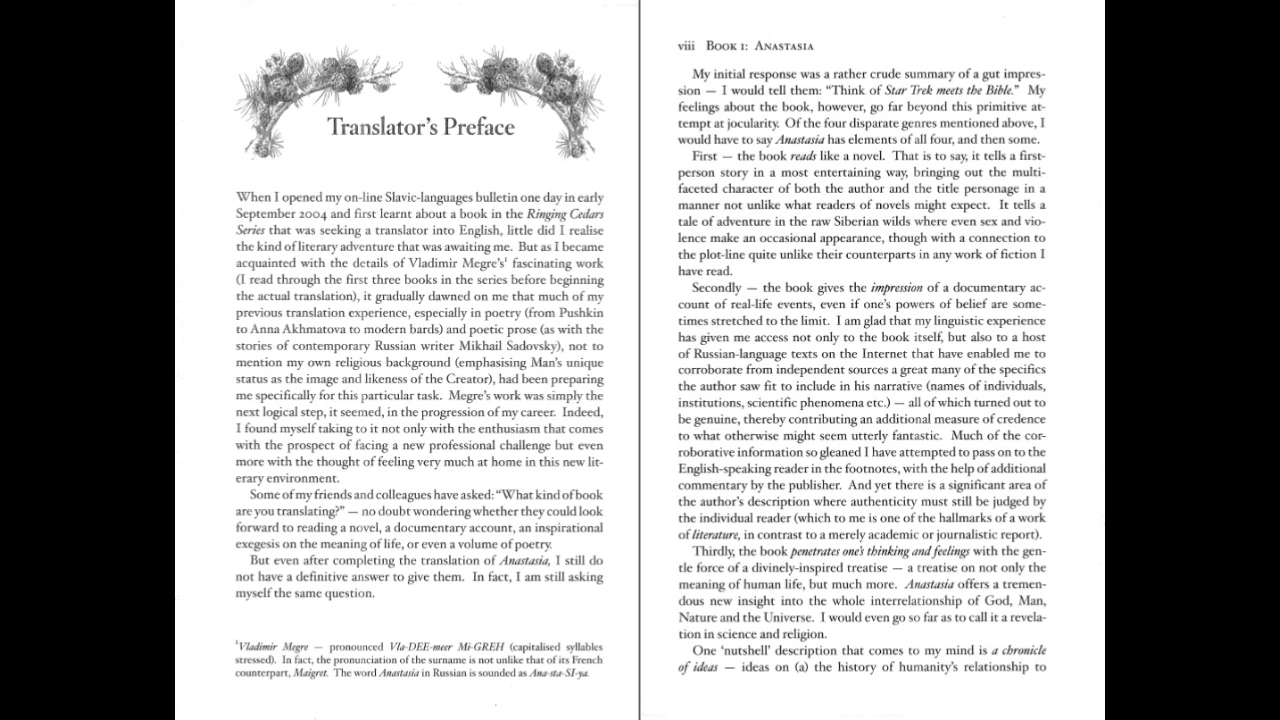 Translator's Preface
When I opened my on-line Slavic-languages bulletin one day in early
September 2004 and first learnt about a book in the Ringing Cedars
Series that was seeking a translator into English, little did I realise
the kind of literary adventure that was awaiting me. But as I became
acquainted with the details of Vladimir Megre's¹ fascinating work
(I read through the first three books in the series before beginning
the actual translation), it gradually dawned on me that much of my
previous translation experience, especially in poetry (from Pushkin
to Anna Akhmatova to modern bards) and poetic prose (as with the
stories of contemporary Russian writer Mikhail Sadovsky), not to
mention my own religious background (emphasising Man's unique
status as the image and likeness of the Creator), had been preparing
me specifically for this particular task. Megre's work was simply the
next logical step, it seemed, in the progression of my career. Indeed,
I found myself taking to it not only with the enthusiasm that comes
with the prospect of facing a new professional challenge but even
more with the thought of feeling very much at home in this new lit-
erary environment.
Some of my friends and colleagues have asked: "What kind of book
are you translating?" — no doubt wondering whether they could look
forward to reading a novel, a documentary account, an inspirational
exegesis on the meaning of life, or even a volume of poetry.
But even after completing the translation of Anastasia, I still do
not have a definitive answer to give them. In fact, I am still asking
myself the same question.
¹Vladimir Megre — pronounced Vla-DEE-meer Mi-GREH (capitalised syllables
stressed). In fact, the pronunciation of the surname is not unlike that of its French
counterpart, Maigret. The word Anastasia in Russian is sounded as Ana-sta-SI-ya.
viii BOOK 1: ANASTASIA
My initial response was a rather crude summary of a gut impres-
sion — I would tell them: "Think of Star Trek meets the Bible." My
feelings about the book, however, go far beyond this primitive at-
tempt at jocularity. Of the four disparate genres mentioned above, I
would have to say Anastasia has elements of all four, and then some.
First — the book reads like a novel. That is to say, it tells a first-
person story in a most entertaining way, bringing out the multi-
faceted character of both the author and the title personage in a
manner not unlike what readers of novels might expect. It tells a
tale of adventure in the raw Siberian wilds where even sex and vio-
lence make an occasional appearance, though with a connection to
the plot-line quite unlike their counterparts in any work of fiction I
have read.
Secondly — the book gives the impression of a documentary ac-
count of real-life events, even if one's powers of belief are some-
times stretched to the limit. I am glad that my linguistic experience
has given me access not only to the book itself, but also to a host
of Russian-language texts on the Internet that have enabled me to
corroborate from independent sources a great many of the specifics
the author saw fit to include in his narrative (names of individuals,
institutions, scientific phenomena etc.) — all of which turned out to
be genuine, thereby contributing an additional measure of credence
to what otherwise might seem utterly fantastic. Much of the cor-
roborative information so gleaned I have attempted to pass on to the
English-speaking reader in the footnotes, with the help of additional
commentary by the publisher. And yet there is a significant area of
the author's description where authenticity must still be judged by
the individual reader (which to me is one of the hallmarks of a work
of literature, in contrast to a merely academic or journalistic report).
Thirdly, the book penetrates one's thinking and feelings with the gen-
tle force of a divinely-inspired treatise — a treatise on not only the
meaning of human life, but much more. Anastasia offers a tremen-
dous new insight into the whole interrelationship of God, Man,
Nature and the Universe. I would even go so far as to call it a revela-
tion in science and religion.
One 'nutshell' description that comes to my mind is a chronicle
of ideas — ideas on (a) the history of humanity's relationship to